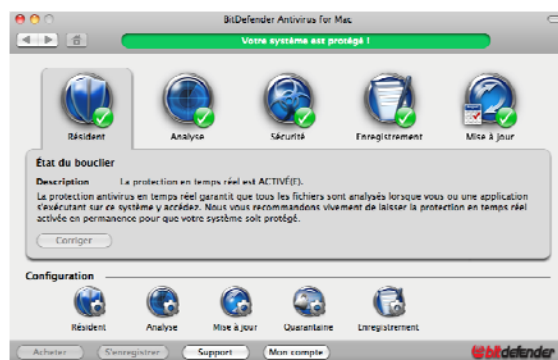 BitDefender Antivirus for Mac
Votre système est protégé !
Résident Analyse Sécurité Enregistrement Mise à jour
État du bouclier
Description La protection en temps réel est ACTIVÉ(E).
La protection antivirus en temps réel garantit que tous les fichiers sont analysés lorsque vous ou une application
s'exécutant sur ce système y accédez. Nous vous recommandons vivement de laisser la protection en temps réel
activée en permanence pour que votre système soit protégé.
Corriger
Configuration
Résident Analyse Mise à jour Quarantaine Enregistrement
Acheter S'enregistrer Support Mon compte bitdefender